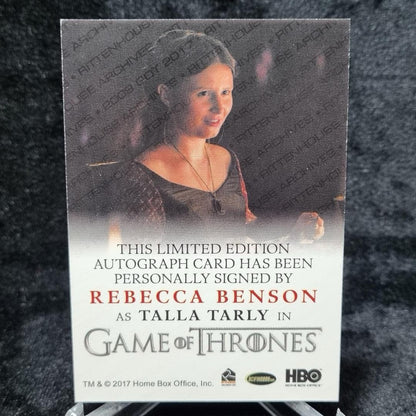 THIS LIMITED EDITION
AUTOGRAPH CARD HAS BEEN
PERSONALLY SIGNED BY
REBECCA BENSON
AS TALLA TARLY IN
GAME OF THRONES
TM & © 2017 Home Box Office, Inc.
HBO